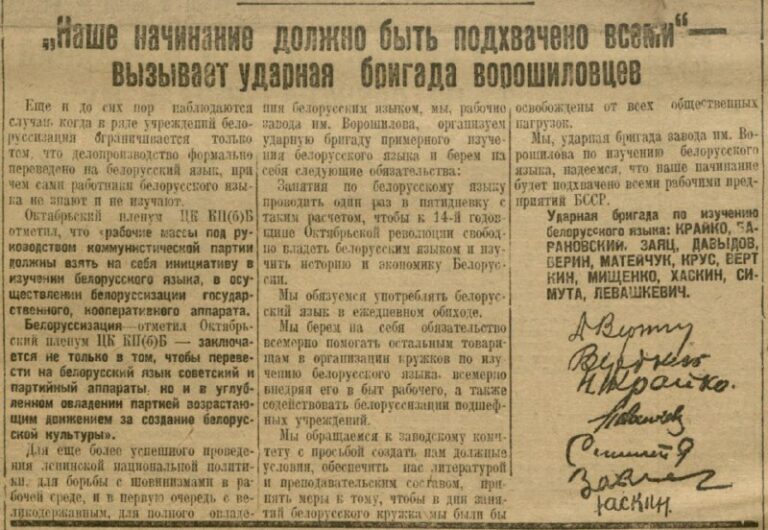 „Наше начинание должно быть подхвачено всеми“—
вызывает ударная бригада ворошиловцев
Еще и до сих пор наблюдаются
случаи, когда в ряде учреждений бело-
руссизация ограничивается только
тем, что делопроизводство формально
переведено на белорусский язык, при
чем сами работники белорусского язы-
ка не знают и не изучают.
Октябрьский пленум ЦК КП(б)Б
отметил, что «рабочие массы под ру-
ководством коммунистической партии
должны взять на себя инициативу в
изучении белорусского языка, в о-
существлении белоруссизации государ-
ственного, кооперативного аппарата.
Белоруссизация—отметил Октябрь-
ский пленум ЦК КП(б)Б — заключа-
ется не только в том, чтобы переве-
сти на белорусский язык советский и
партийный аппараты, но и в углуб-
ленном овладении партией возрастаю-
щим движением за создание белорус-
ской культуры».
Для еще более успешного проведе-
ния ленинской национальной полити-
ки, для борьбы с шовинизмами в ра-
бочей среде, и в первую очередь с ве-
ликодержавным, для полного овладе-
ния белорусским языком, мы, рабочие
завода им. Ворошилова, организуем
ударную бригаду примерного изуче-
ния белорусского языка и берем на
себя следующие обязательства:
Занятия по белорусскому языку
проводить один раз в пятидневку с
таким расчетом, чтобы к 14-й годов-
щине Октябрьской революции свобод-
но владеть белорусским языком и изу-
чить историю и экономику Белорус-
сии.
Мы обязуемся употреблять белорус-
ский язык в ежедневном обиходе.
Мы берем на себя обязательство
всемерно помогать остальным товари-
щам в организации кружков по изу-
чению белорусского языка, всемерно
внедряя его в быт рабочего, а также
содействовать белоруссизации подшеф-
ных учреждений.
Мы обращаемся к заводскому коми-
тету с просьбой создать нам должные
условия, обеспечить нас литературой
и преподавательским составом, приня-
ть меры к тому, чтобы в дни заня-
тий белорусского кружка мы были бы
освобождены от всех общественных
нагрузок.
Мы, ударная бригада завода им. Во-
рошилова по изучению белорусского
языка, надеемся, что наше начинание
будет подхвачено всеми рабочими пред-
приятий БССР.
Ударная бригада по изучению
белорусского языка: КРАЙКО, БА-
РАНОВСКИЙ, ЗАЯЦ, ДАВЫДОВ,
ВЕРИН, МАТЕЙЧУК, КРУС, ВЕРТ
КИН, МИЩЕНКО, ХАСКИН, СИ-
МУТА, ЛЕВАШКЕВИЧ.
Крайко.
Хаскин.